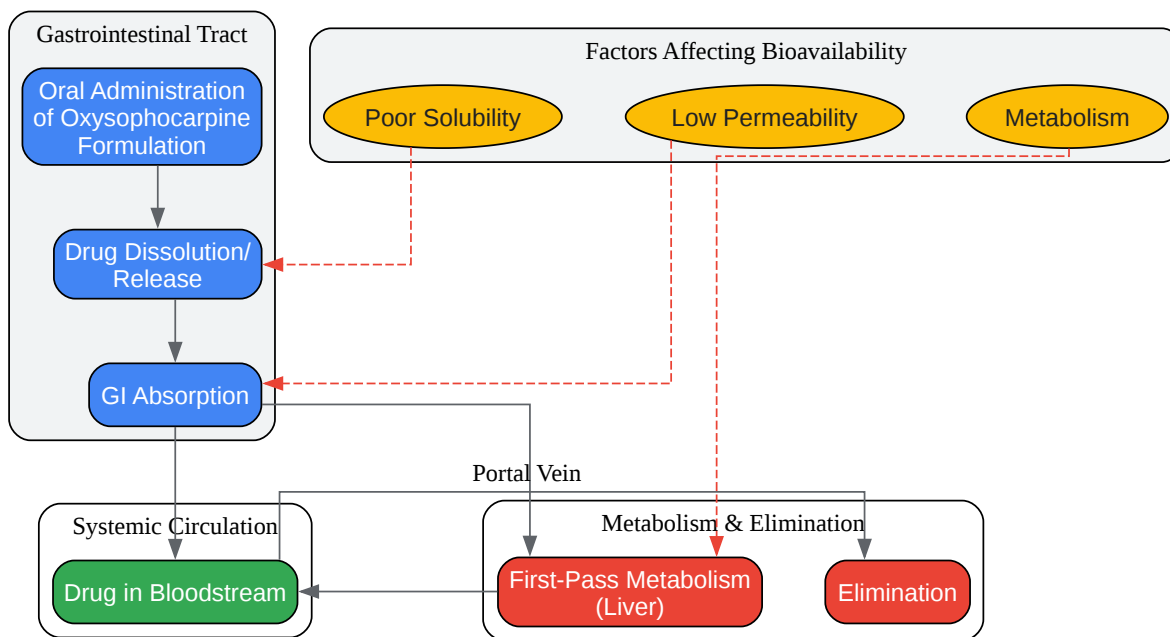 Gastrointestinal Tract
Oral Administration
of Oxysophocarpine
Formulation
Drug Dissolution/
Release
GI Absorption
Factors Affecting Bioavailability
Poor Solubility
Low Permeability
Metabolism
Portal Vein
Systemic Circulation
Drug in Bloodstream
Metabolism & Elimination
First-Pass Metabolism
(Liver)
Elimination